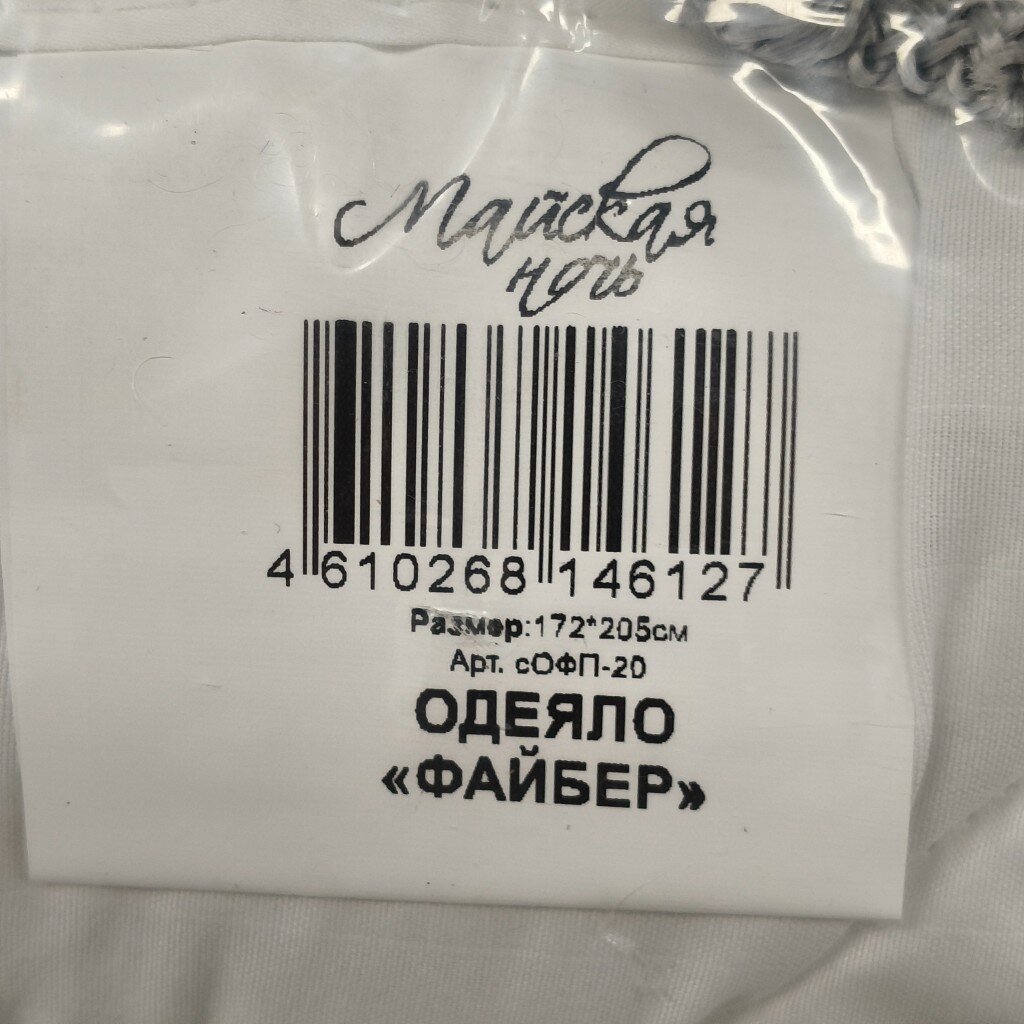 Майская
ночь
4 610268 146127
Размер:172*205см
Арт. сОФП-20
ОДЕЯЛО
«ФАЙБЕР»